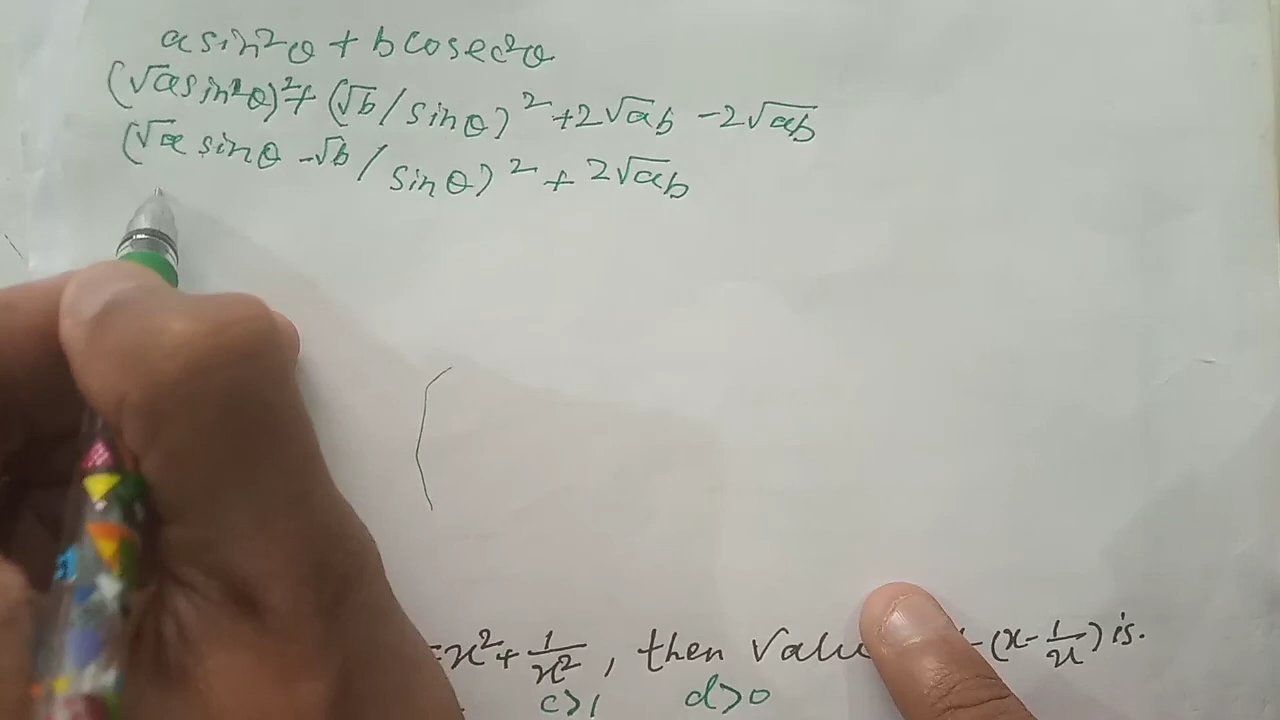 a sin²θ + b cosec²θ
(√a sin²θ)² + (√b / sinθ)² + 2√ab - 2√ab
(√a sinθ - √b / sinθ)² + 2√ab
= x² + 1/x² , then Value - (x - 1/x) is.
c>1 d>0